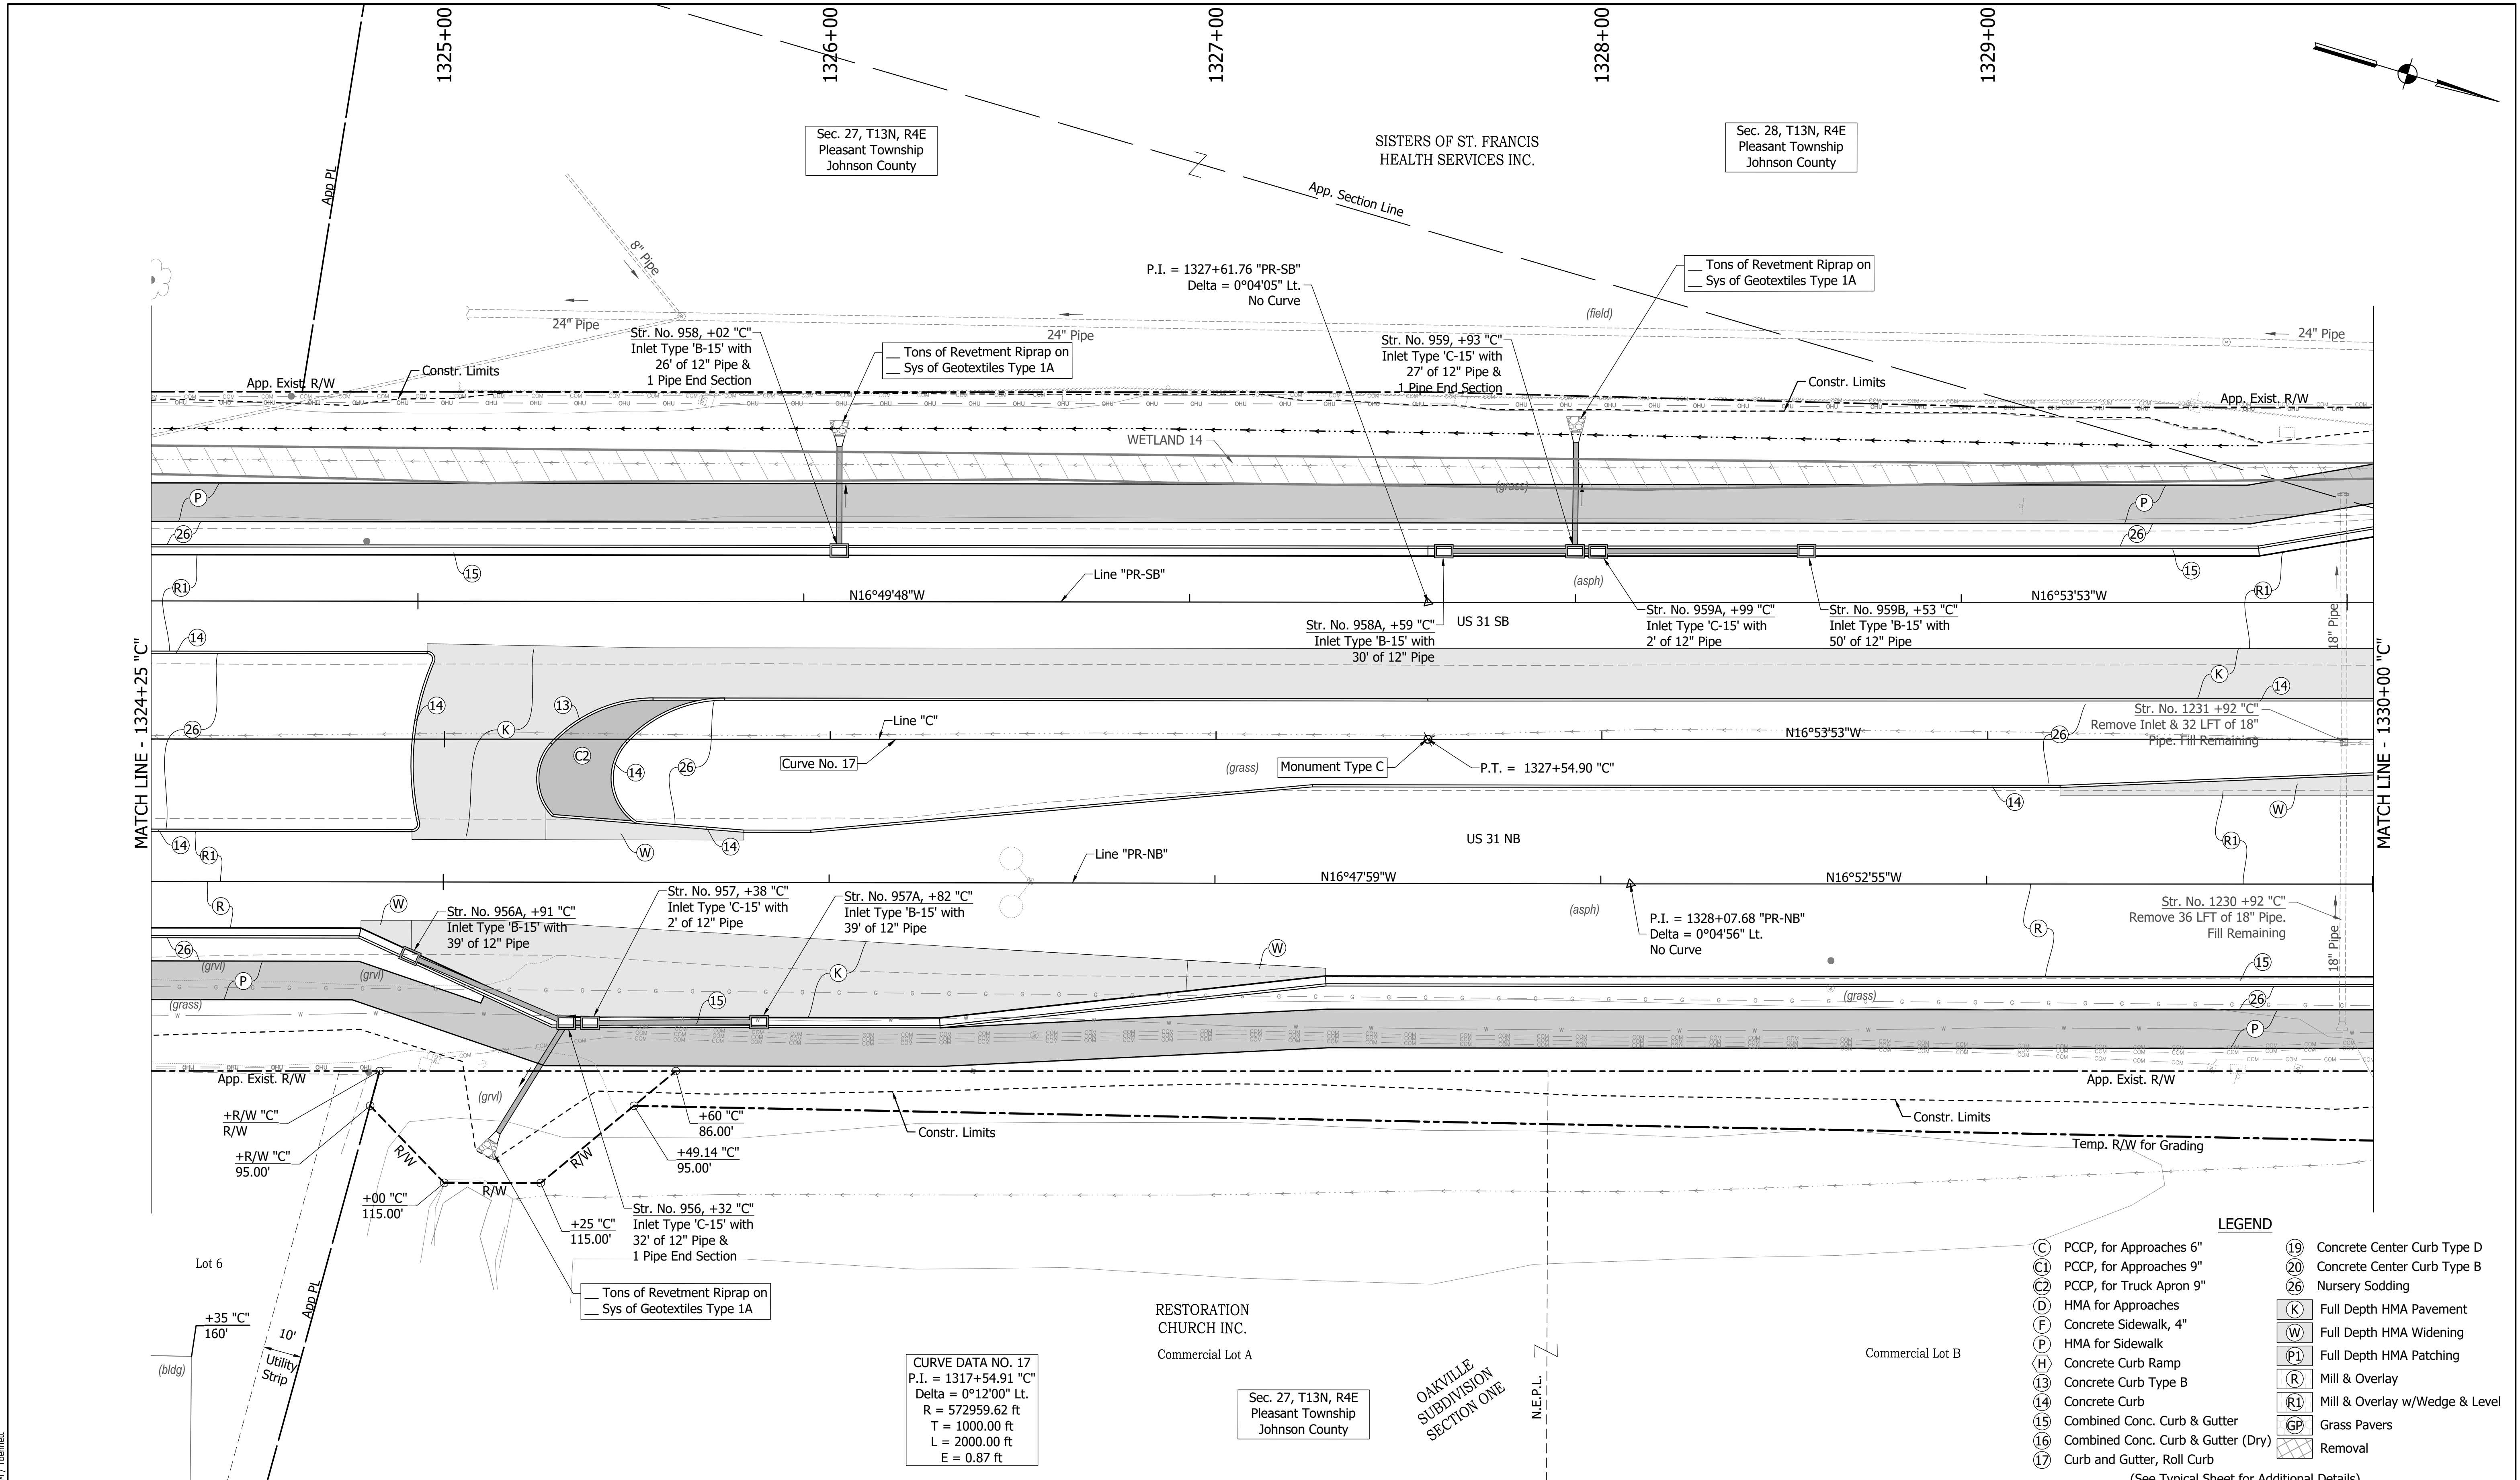 1325+00
1326+00
1327+00
1328+00
1329+00
Sec. 27, T13N, R4E
Pleasant Township
Johnson County
SISTERS OF ST. FRANCIS
HEALTH SERVICES INC.
Sec. 28, T13N, R4E
Pleasant Township
Johnson County
App PL
App. Section Line
8" Pipe
P.I. = 1327+61.76 "PR-SB"
Delta = 0°04'05" Lt.
No Curve
__ Tons of Revetment Riprap on
__ Sys of Geotextiles Type 1A
(field)
24" Pipe
24" Pipe
24" Pipe
Str. No. 958, +02 "C"
Inlet Type 'B-15' with
26' of 12" Pipe &
1 Pipe End Section
__ Tons of Revetment Riprap on
__ Sys of Geotextiles Type 1A
Str. No. 959, +93 "C"
Inlet Type 'C-15' with
27' of 12" Pipe &
1 Pipe End Section
App. Exist. R/W
Constr. Limits
Constr. Limits
App. Exist. R/W
WETLAND 14
(grass)
P
P
26
26
15
15
R1
R1
(asph)
Line "PR-SB"
N16°49'48"W
N16°53'53"W
Str. No. 958A, +59 "C"
Inlet Type 'B-15' with
30' of 12" Pipe
US 31 SB
Str. No. 959A, +99 "C"
Inlet Type 'C-15' with
2' of 12" Pipe
Str. No. 959B, +53 "C"
Inlet Type 'B-15' with
50' of 12" Pipe
18" Pipe
MATCH LINE - 1324+25 "C"
MATCH LINE - 1330+00 "C"
14
14
13
K
K
14
26
C2
14
26
Line "C"
Curve No. 17
(grass)
Monument Type C
P.T. = 1327+54.90 "C"
N16°53'53"W
26
Str. No. 1231 +92 "C"
Remove Inlet & 32 LFT of 18"
Pipe. Fill Remaining
14
W
14
R1
W
14
US 31 NB
R1
Line "PR-NB"
N16°47'59"W
N16°52'55"W
R
W
Str. No. 956A, +91 "C"
Inlet Type 'B-15' with
39' of 12" Pipe
Str. No. 957, +38 "C"
Inlet Type 'C-15' with
2' of 12" Pipe
Str. No. 957A, +82 "C"
Inlet Type 'B-15' with
39' of 12" Pipe
(asph)
P.I. = 1328+07.68 "PR-NB"
Delta = 0°04'56" Lt.
No Curve
Str. No. 1230 +92 "C"
Remove 36 LFT of 18" Pipe.
Fill Remaining
18" Pipe
R
26
(grvl)
(grvl)
P
(grass)
K
W
15
15
(grass)
26
P
App. Exist. R/W
App. Exist. R/W
(grvl)
+R/W "C"
R/W
+R/W "C"
95.00'
R/W
R/W
R/W
+00 "C"
115.00'
+25 "C"
115.00'
+60 "C"
86.00'
+49.14 "C"
95.00'
Constr. Limits
Constr. Limits
Temp. R/W for Grading
Str. No. 956, +32 "C"
Inlet Type 'C-15' with
32' of 12" Pipe &
1 Pipe End Section
__ Tons of Revetment Riprap on
__ Sys of Geotextiles Type 1A
Lot 6
App PL
+35 "C"
160'
10'
Utility
Strip
(bldg)
RESTORATION
CHURCH INC.
Commercial Lot A
CURVE DATA NO. 17
P.I. = 1317+54.91 "C"
Delta = 0°12'00" Lt.
R = 572959.62 ft
T = 1000.00 ft
L = 2000.00 ft
E = 0.87 ft
Sec. 27, T13N, R4E
Pleasant Township
Johnson County
OAKVILLE
SUBDIVISION
SECTION ONE
N.E.P.L.
Commercial Lot B
LEGEND
C PCCP, for Approaches 6"
C1 PCCP, for Approaches 9"
C2 PCCP, for Truck Apron 9"
D HMA for Approaches
F Concrete Sidewalk, 4"
P HMA for Sidewalk
H Concrete Curb Ramp
13 Concrete Curb Type B
14 Concrete Curb
15 Combined Conc. Curb & Gutter
16 Combined Conc. Curb & Gutter (Dry)
17 Curb and Gutter, Roll Curb
19 Concrete Center Curb Type D
20 Concrete Center Curb Type B
26 Nursery Sodding
K Full Depth HMA Pavement
W Full Depth HMA Widening
P1 Full Depth HMA Patching
R Mill & Overlay
R1 Mill & Overlay w/Wedge & Level
GP Grass Pavers
Removal
(See Typical Sheet for Additional Details)